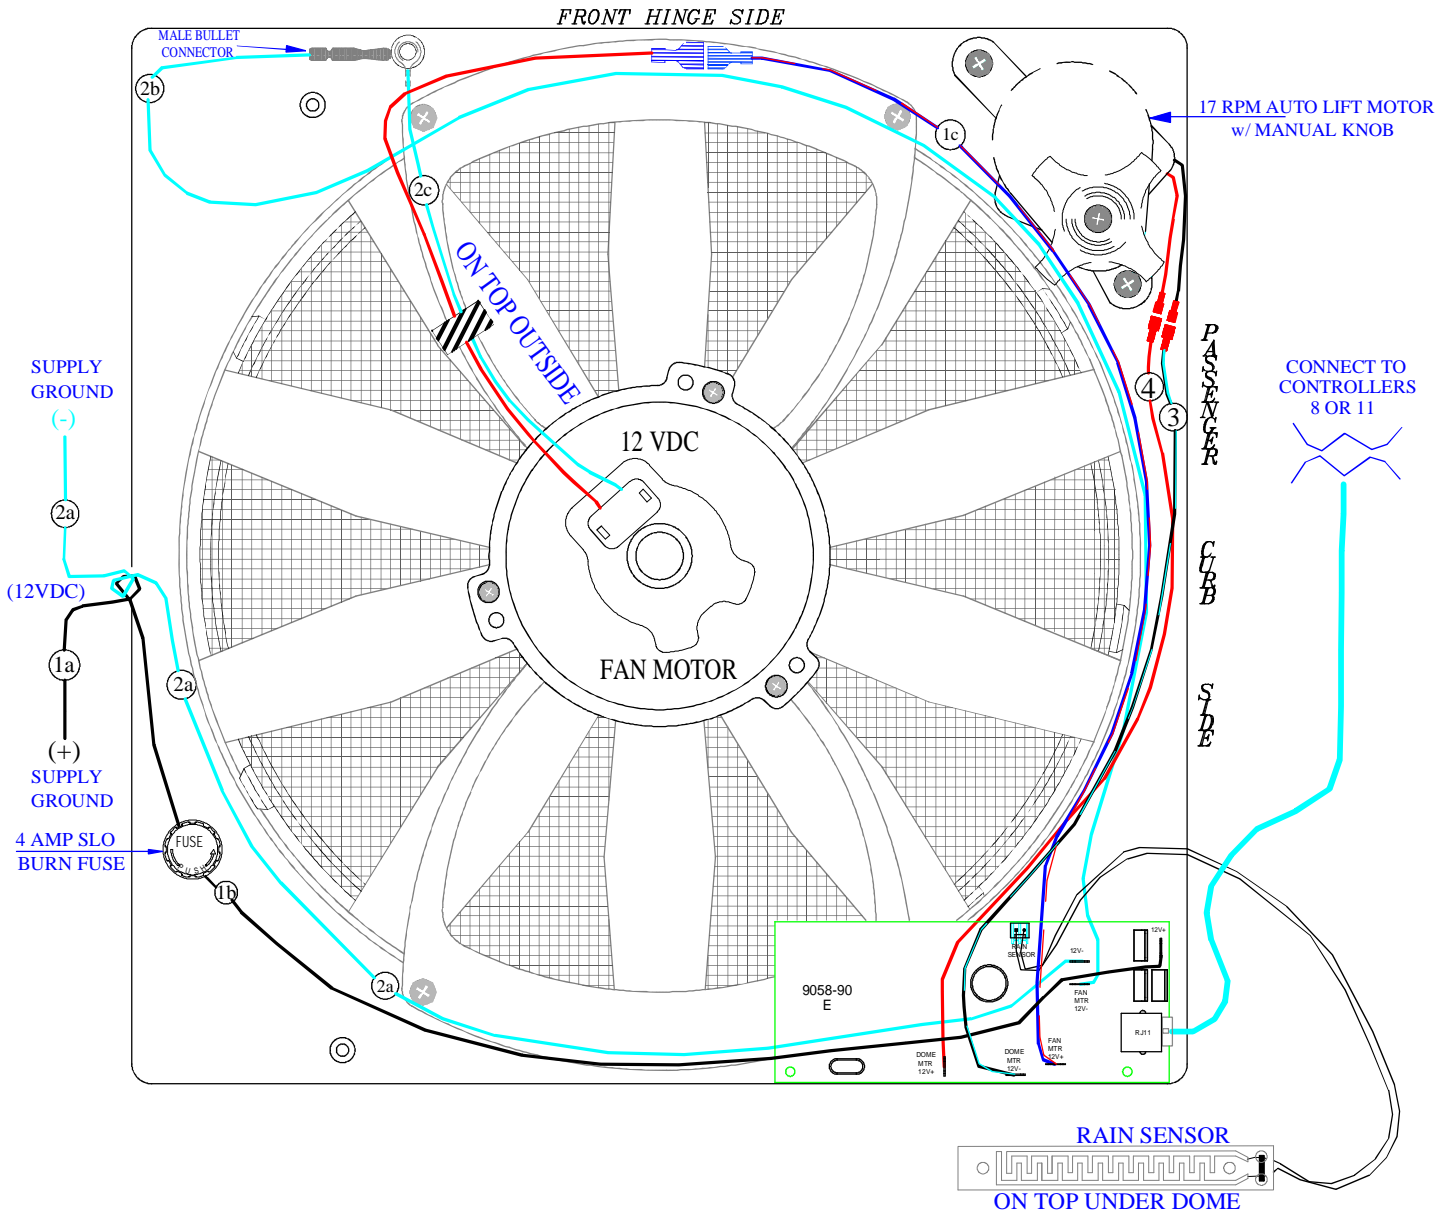 FRONT HINGE SIDE
MALE BULLET
CONNECTOR
2b
2c
1c
17 RPM AUTO LIFT MOTOR
w/ MANUAL KNOB
ON TOP OUTSIDE
PASSENGER CURB SIDE
SUPPLY
GROUND
(-)
2a
(12VDC)
1a
(+)
SUPPLY
GROUND
4 AMP SLO
BURN FUSE
FUSE
PUSH
1b
2a
2a
12 VDC
FAN MOTOR
4
3
CONNECT TO
CONTROLLERS
8 OR 11
9058-90
E
RAIN
SENSOR
12V-
12V+
FAN
MTR
12V-
RJ11
DOME
MTR
12V+
DOME
MTR
12V-
FAN
MTR
12V+
RAIN SENSOR
ON TOP UNDER DOME